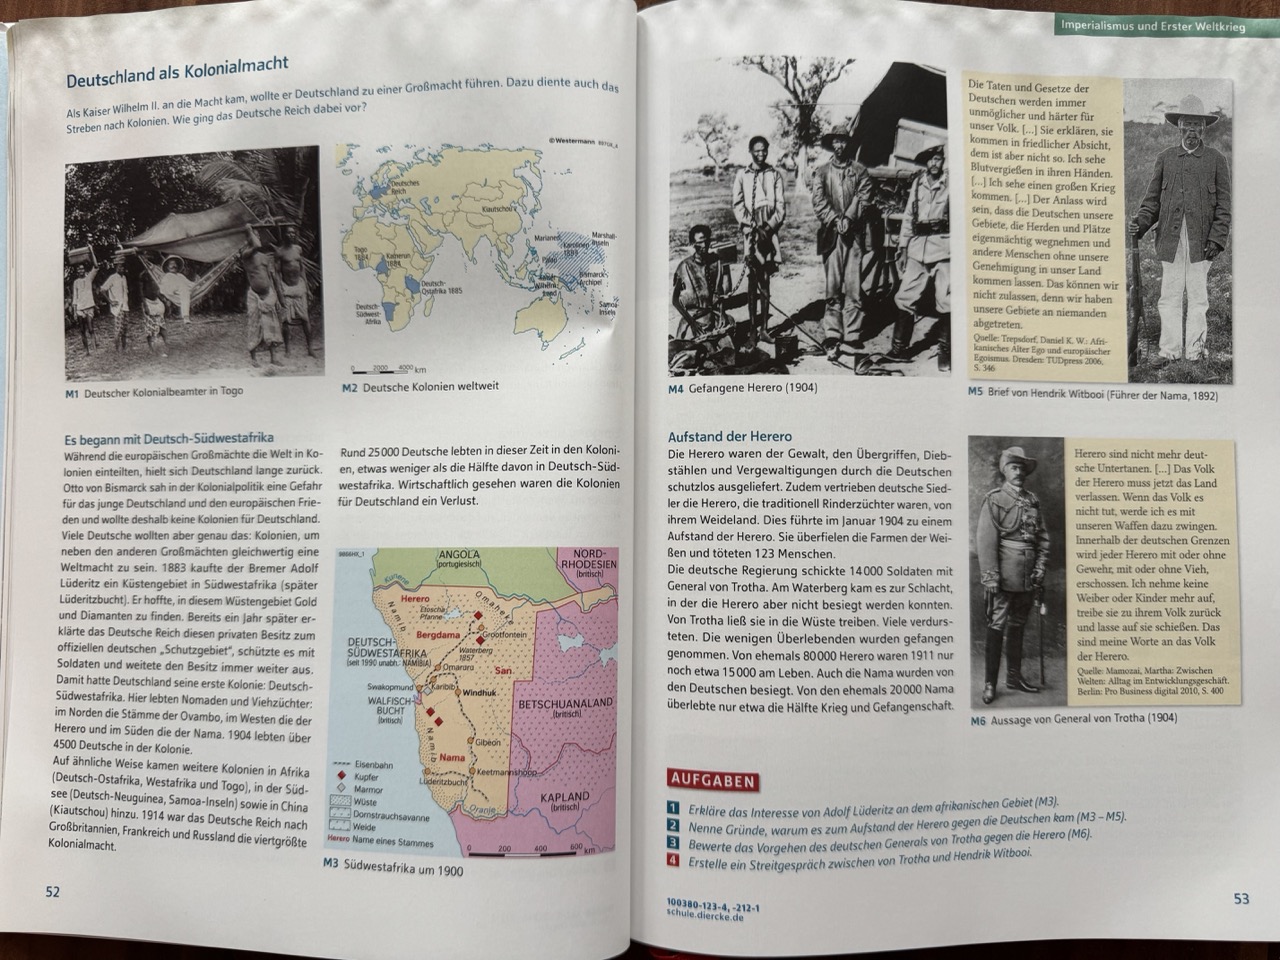 Deutschland als Kolonialmacht
Als Kaiser Wilhelm II. an die Macht kam, wollte er Deutschland zu einer Großmacht führen. Dazu diente auch das
Streben nach Kolonien. Wie ging das Deutsche Reich dabei vor?
M1 Deutscher Kolonialbeamter in Togo
© Westermann
Deutsches
Reich
Kiautschou
Togo
1884
Kamerun
1884
Deutsch-
Ostafrika 1885
Deutsch-
Südwest-
Afrika
Marianen
Karolinen
1899
Marshall-
Inseln
Palau
Kaiser
Wilhelms-
land
Bismarck-
Archipel
Samoa-
Inseln
0 2000 4000 km
M2 Deutsche Kolonien weltweit
Es begann mit Deutsch-Südwestafrika
Während die europäischen Großmächte die Welt in Ko-
lonien einteilten, hielt sich Deutschland lange zurück.
Otto von Bismarck sah in der Kolonialpolitik eine Gefahr
für das junge Deutschland und den europäischen Frie-
den und wollte deshalb keine Kolonien für Deutschland.
Viele Deutsche wollten aber genau das: Kolonien, um
neben den anderen Großmächten gleichwertig eine
Weltmacht zu sein. 1883 kaufte der Bremer Adolf
Lüderitz ein Küstengebiet in Südwestafrika (später
Lüderitzbucht). Er hoffte, in diesem Wüstengebiet Gold
und Diamanten zu finden. Bereits ein Jahr später er-
klärte das Deutsche Reich diesen privaten Besitz zum
offiziellen deutschen „Schutzgebiet“, schützte es mit
Soldaten und weitete den Besitz immer weiter aus.
Damit hatte Deutschland seine erste Kolonie: Deutsch-
Südwestafrika. Hier lebten Nomaden und Viehzüchter:
im Norden die Stämme der Ovambo, im Westen die der
Herero und im Süden die der Nama. 1904 lebten über
4500 Deutsche in der Kolonie.
Auf ähnliche Weise kamen weitere Kolonien in Afrika
(Deutsch-Ostafrika, Westafrika und Togo), in der Süd-
see (Deutsch-Neuguinea, Samoa-Inseln) sowie in China
(Kiautschou) hinzu. 1914 war das Deutsche Reich nach
Großbritannien, Frankreich und Russland die viertgrößte
Kolonialmacht.
52
Rund 25 000 Deutsche lebten in dieser Zeit in den Koloni-
en, etwas weniger als die Hälfte davon in Deutsch-Süd-
westafrika. Wirtschaftlich gesehen waren die Kolonien
für Deutschland ein Verlust.
ANGOLA
(portugiesisch)
NORD-
RHODESIEN
(britisch)
Kunene
Herero
Etoscha-
Pfanne
Omaheke
Namib
Bergdama
Grootfontein
Waterberg
1857
DEUTSCH-
SÜDWESTAFRIKA
(seit 1990 unabh.: NAMIBIA)
San
Omaruru
Karibib
Swakopmund
Windhuk
WALFISCH-
BUCHT
(britisch)
BETSCHUANALAND
(britisch)
Namib
Gibeon
Nama
Keetmanshoop
Lüderitzbucht
Oranje
KAPLAND
(britisch)
Eisenbahn
Kupfer
Marmor
Wüste
Dornstrauchsavanne
Weide
Herero Name eines Stammes
0 200 400 600 km
M3 Südwestafrika um 1900
Imperialismus und Erster Weltkrieg
M4 Gefangene Herero (1904)
Die Taten und Gesetze der
Deutschen werden immer
unmöglicher und härter für
unser Volk. [...] Sie erklären, sie
kommen in friedlicher Absicht,
dem ist aber nicht so. Ich sehe
Blutvergießen in ihren Händen.
[...] Ich sehe einen großen Krieg
kommen. [...] Der Anlass wird
sein, dass die Deutschen unsere
Gebiete, die Herden und Plätze
eigenmächtig wegnehmen und
andere Menschen ohne unsere
Genehmigung in unser Land
kommen lassen. Das können wir
nicht zulassen, denn wir haben
unsere Gebiete an niemanden
abgetreten.
Quelle: Trepsdorf, Daniel K. W.: Afri-
kanisches Alter Ego und europäischer
Egoismus. Dresden: TUDpress 2006,
S. 346
M5 Brief von Hendrik Witbooi (Führer der Nama, 1892)
Aufstand der Herero
Die Herero waren der Gewalt, den Übergriffen, Dieb-
stählen und Vergewaltigungen durch die Deutschen
schutzlos ausgeliefert. Zudem vertrieben deutsche Sied-
ler die Herero, die traditionell Rinderzüchter waren, von
ihrem Weideland. Dies führte im Januar 1904 zu einem
Aufstand der Herero. Sie überfielen die Farmen der Wei-
ßen und töteten 123 Menschen.
Die deutsche Regierung schickte 14 000 Soldaten mit
General von Trotha. Am Waterberg kam es zur Schlacht,
in der die Herero aber nicht besiegt werden konnten.
Von Trotha ließ sie in die Wüste treiben. Viele verdurs-
teten. Die wenigen Überlebenden wurden gefangen
genommen. Von ehemals 80 000 Herero waren 1911 nur
noch etwa 15 000 am Leben. Auch die Nama wurden von
den Deutschen besiegt. Von den ehemals 20 000 Nama
überlebte nur etwa die Hälfte Krieg und Gefangenschaft.
Herero sind nicht mehr deut-
sche Untertanen. [...] Das Volk
der Herero muss jetzt das Land
verlassen. Wenn das Volk es
nicht tut, werde ich es mit
unseren Waffen dazu zwingen.
Innerhalb der deutschen Grenzen
wird jeder Herero mit oder ohne
Gewehr, mit oder ohne Vieh,
erschossen. Ich nehme keine
Weiber oder Kinder mehr auf,
treibe sie zu ihrem Volk zurück
und lasse auf sie schießen. Das
sind meine Worte an das Volk
der Herero.
Quelle: Mamozai, Martha: Zwischen
Welten: Alltag im Entwicklungsgeschäft.
Berlin: Pro Business digital 2010, S. 400
M6 Aussage von General von Trotha (1904)
AUFGABEN
1 Erkläre das Interesse von Adolf Lüderitz an dem afrikanischen Gebiet (M3).
2 Nenne Gründe, warum es zum Aufstand der Herero gegen die Deutschen kam (M3 – M5).
3 Bewerte das Vorgehen des deutschen Generals von Trotha gegen die Herero (M6).
4 Erstelle ein Streitgespräch zwischen von Trotha und Hendrik Witbooi.
100380-123-4, -212-1
schule.diercke.de
53